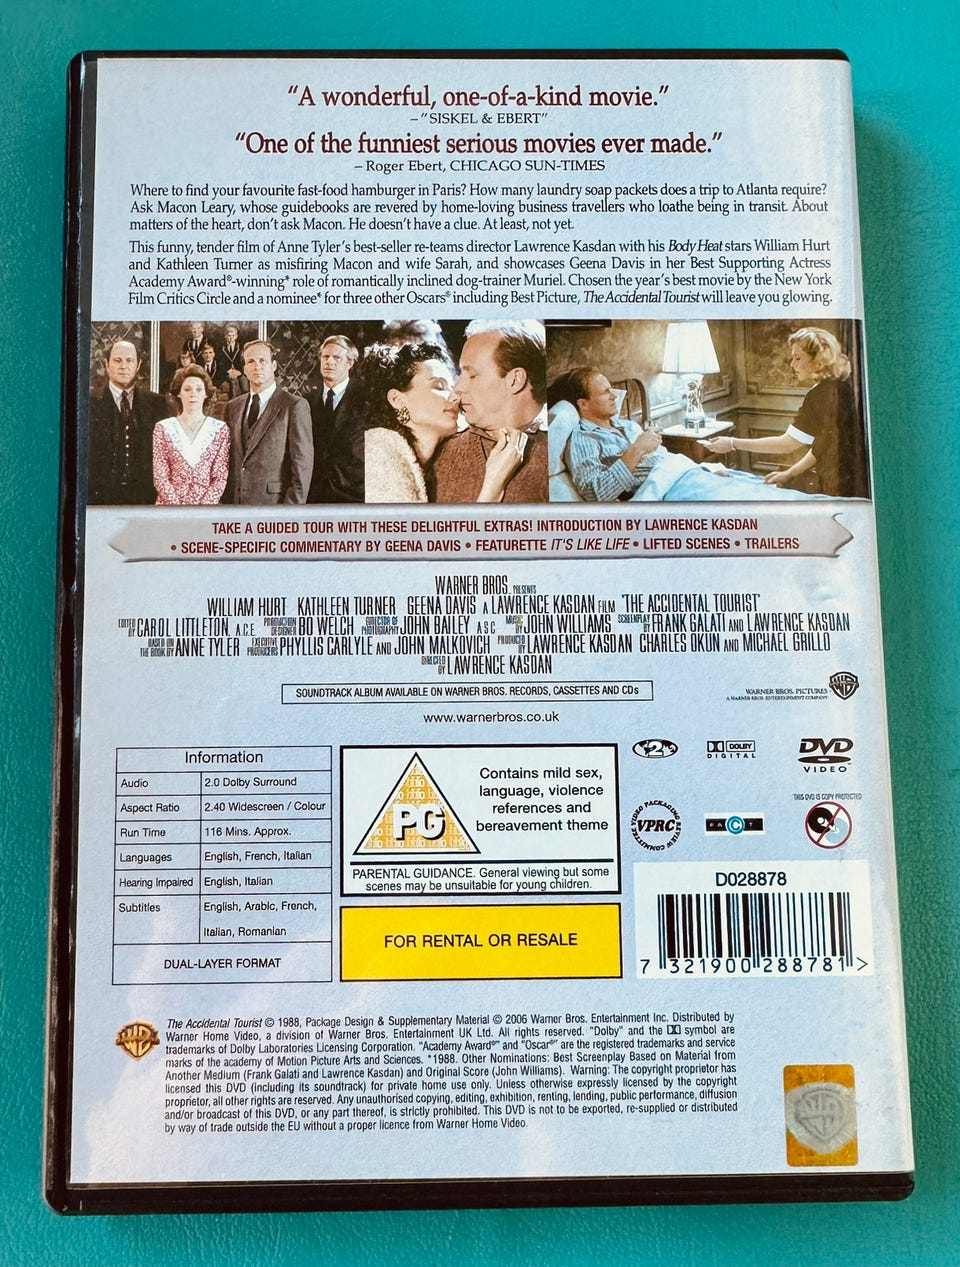 “A wonderful, one-of-a-kind movie.”
– “SISKEL & EBERT”
“One of the funniest serious movies ever made.”
– Roger Ebert, CHICAGO SUN-TIMES
Where to find your favourite fast-food hamburger in Paris? How many laundry soap packets does a trip to Atlanta require?
Ask Macon Leary, whose guidebooks are revered by home-loving business travellers who loathe being in transit. About
matters of the heart, don't ask Macon. He doesn't have a clue. At least, not yet.
This funny, tender film of Anne Tyler's best-seller re-teams director Lawrence Kasdan with his Body Heat stars William Hurt
and Kathleen Turner as misfiring Macon and wife Sarah, and showcases Geena Davis in her Best Supporting Actress
Academy Award®-winning* role of romantically inclined dog-trainer Muriel. Chosen the year's best movie by the New York
Film Critics Circle and a nominee* for three other Oscars® including Best Picture, The Accidental Tourist will leave you glowing.
TAKE A GUIDED TOUR WITH THESE DELIGHTFUL EXTRAS! INTRODUCTION BY LAWRENCE KASDAN
• SCENE-SPECIFIC COMMENTARY BY GEENA DAVIS • FEATURETTE IT'S LIKE LIFE • LIFTED SCENES • TRAILERS
WARNER BROS. PRESENTS
WILLIAM HURT KATHLEEN TURNER GEENA DAVIS A LAWRENCE KASDAN FILM "THE ACCIDENTAL TOURIST"
EDITED BY CAROL LITTLETON, A.C.E. PRODUCTION DESIGNER BO WELCH DIRECTOR OF PHOTOGRAPHY JOHN BAILEY A.S.C. MUSIC BY JOHN WILLIAMS SCREENPLAY BY FRANK GALATI AND LAWRENCE KASDAN
BASED ON THE BOOK BY ANNE TYLER EXECUTIVE PRODUCERS PHYLLIS CARLYLE AND JOHN MALKOVICH PRODUCED BY LAWRENCE KASDAN CHARLES OKUN AND MICHAEL GRILLO
DIRECTED BY LAWRENCE KASDAN
SOUNDTRACK ALBUM AVAILABLE ON WARNER BROS. RECORDS, CASSETTES AND CDs
WARNER BROS. PICTURES
A WARNER BROS. ENTERTAINMENT COMPANY
www.warnerbros.co.uk
Information
Audio 2.0 Dolby Surround
Aspect Ratio 2.40 Widescreen / Colour
Run Time 116 Mins. Approx.
Languages English, French, Italian
Hearing Impaired English, Italian
Subtitles English, Arabic, French,
Italian, Romanian
DUAL-LAYER FORMAT
PG
Contains mild sex,
language, violence
references and
bereavement theme
PARENTAL GUIDANCE. General viewing but some
scenes may be unsuitable for young children.
FOR RENTAL OR RESALE
2
DOLBY
DIGITAL
DVD
VIDEO
VIDEO PACKAGING REVIEW COMMITTEE
VPRC
PACT
THIS DVD IS COPY PROTECTED
D028878
7 321900 288781 >
The Accidental Tourist © 1988, Package Design & Supplementary Material © 2006 Warner Bros. Entertainment Inc. Distributed by
Warner Home Video, a division of Warner Bros. Entertainment UK Ltd. All rights reserved. "Dolby" and the DD symbol are
trademarks of Dolby Laboratories Licensing Corporation. "Academy Award®" and "Oscar®" are the registered trademarks and service
marks of the academy of Motion Picture Arts and Sciences. *1988. Other Nominations: Best Screenplay Based on Material from
Another Medium (Frank Galati and Lawrence Kasdan) and Original Score (John Williams). Warning: The copyright proprietor has
licensed this DVD (including its soundtrack) for private home use only. Unless otherwise expressly licensed by the copyright
proprietor, all other rights are reserved. Any unauthorised copying, editing, exhibition, renting, lending, public performance, diffusion
and/or broadcast of this DVD, or any part thereof, is strictly prohibited. This DVD is not to be exported, re-supplied or distributed
by way of trade outside the EU without a proper licence from Warner Home Video.